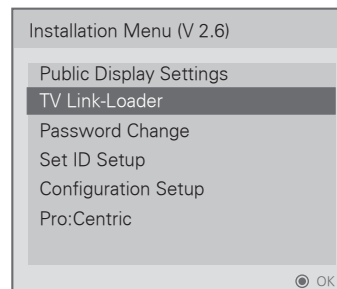 Installation Menu (V 2.6)
Public Display Settings
TV Link-Loader
Password Change
Set ID Setup
Configuration Setup
Pro:Centric
OK